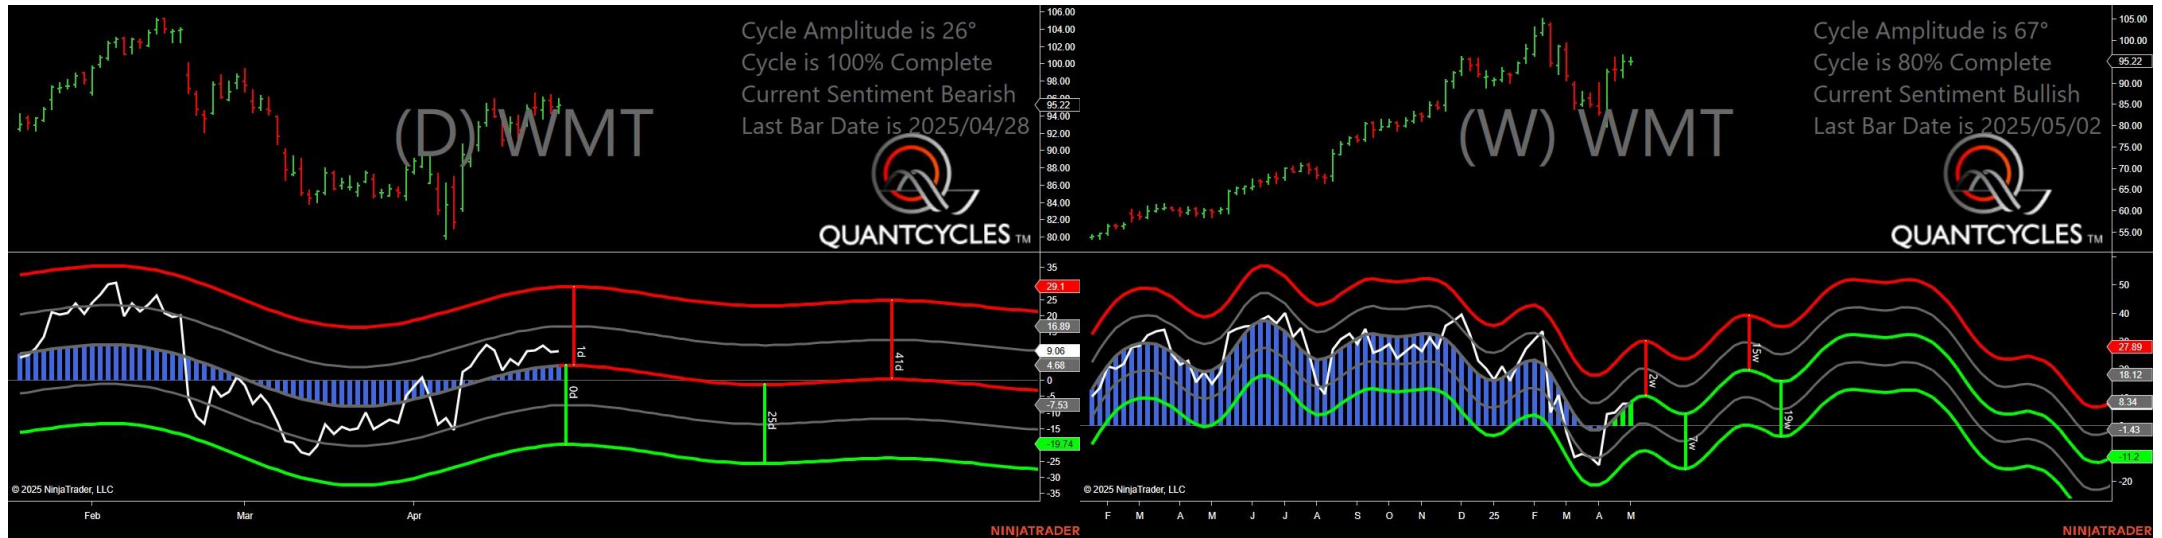 Cycle Amplitude is 26°
Cycle is 100% Complete
Current Sentiment Bearish
Last Bar Date is 2025/04/28
(D) WMT
QUANTCYCLES TM
106.00
104.00
102.00
100.00
98.00
95.22
94.00
92.00
90.00
88.00
86.00
84.00
82.00
80.00
35
29.1
25
20
16.89
9.06
4.68
0
-7.53
-10
-15
-19.74
-25
-30
-35
1d
0d
25d
41d
© 2025 NinjaTrader, LLC
Feb Mar Apr
NINJATRADER
Cycle Amplitude is 67°
Cycle is 80% Complete
Current Sentiment Bullish
Last Bar Date is 2025/05/02
(W) WMT
QUANTCYCLES TM
105.00
100.00
95.22
90.00
85.00
80.00
75.00
70.00
65.00
60.00
55.00
50
40
27.89
18.12
8.34
-1.43
-11.2
-20
2w
7w
15w
19w
© 2025 NinjaTrader, LLC
F M A M J J A S O N D 25 F M A M
NINJATRADER